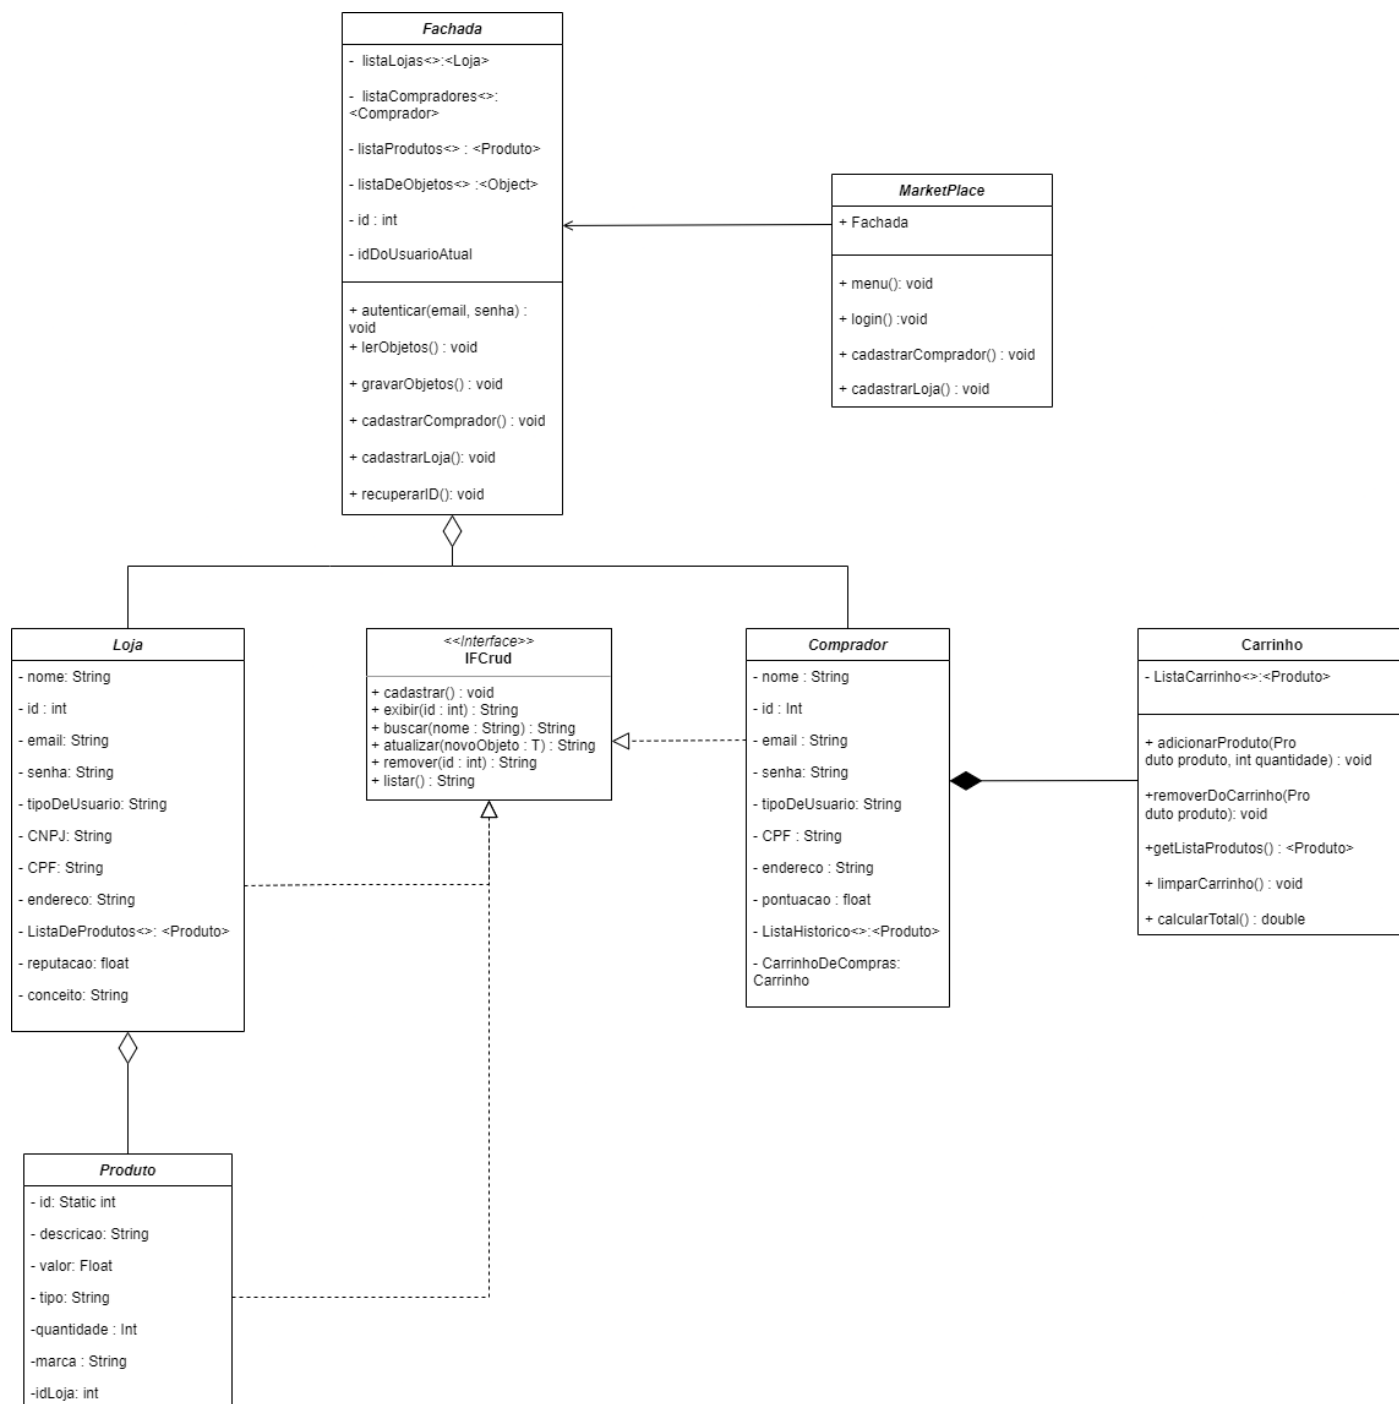 Fachada
- listaLojas<>:<Loja>
- listaCompradores<>:
<Comprador>
- listaProdutos<> : <Produto>
- listaDeObjetos<> :<Object>
- id : int
- idDoUsuarioAtual
+ autenticar(email, senha) :
void
+ lerObjetos() : void
+ gravarObjetos() : void
+ cadastrarComprador() : void
+ cadastrarLoja(): void
+ recuperarID(): void
MarketPlace
+ Fachada
+ menu(): void
+ login() :void
+ cadastrarComprador() : void
+ cadastrarLoja() : void
Loja
- nome: String
- id : int
- email: String
- senha: String
- tipoDeUsuario: String
- CNPJ: String
- CPF: String
- endereco: String
- ListaDeProdutos<>: <Produto>
- reputacao: float
- conceito: String
<<Interface>>
IFCrud
+ cadastrar() : void
+ exibir(id : int) : String
+ buscar(nome : String) : String
+ atualizar(novoObjeto : T) : String
+ remover(id : int) : String
+ listar() : String
Comprador
- nome : String
- id : Int
- email : String
- senha: String
- tipoDeUsuario: String
- CPF : String
- endereco : String
- pontuacao : float
- ListaHistorico<>:<Produto>
- CarrinhoDeCompras:
Carrinho
Carrinho
- ListaCarrinho<>:<Produto>
+ adicionarProduto(Pro
duto produto, int quantidade) : void
+removerDoCarrinho(Pro
duto produto): void
+getListaProdutos() : <Produto>
+ limparCarrinho() : void
+ calcularTotal() : double
Produto
- id: Static int
- descricao: String
- valor: Float
- tipo: String
-quantidade : Int
-marca : String
-idLoja: int